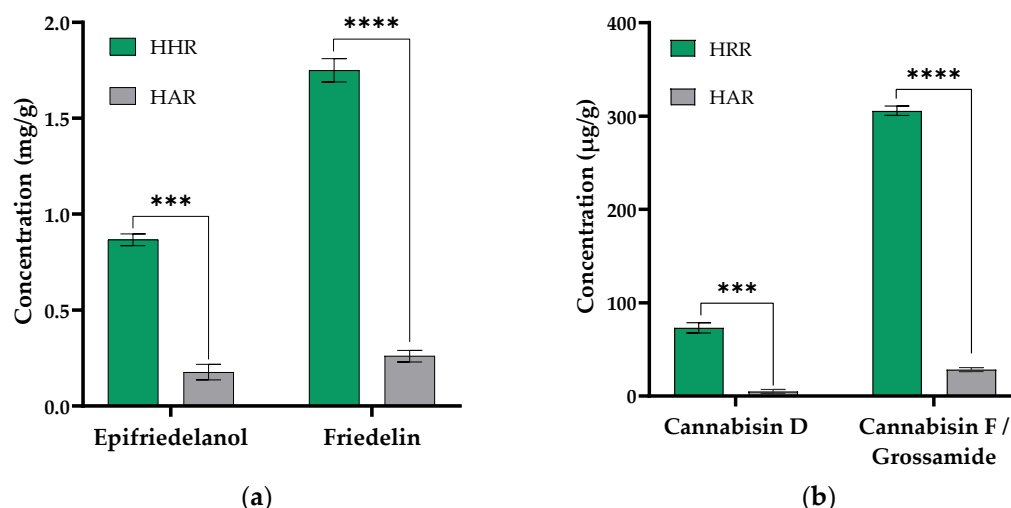 2.0
1.5
1.0
0.5
0.0
Concentration (mg/g)
HHR
HAR
***
****
Epifriedelanol
Friedelin
(a)
400
300
200
100
0
Concentration (µg/g)
HRR
HAR
***
****
Cannabisin D
Cannabisin F /
Grossamide
(b)